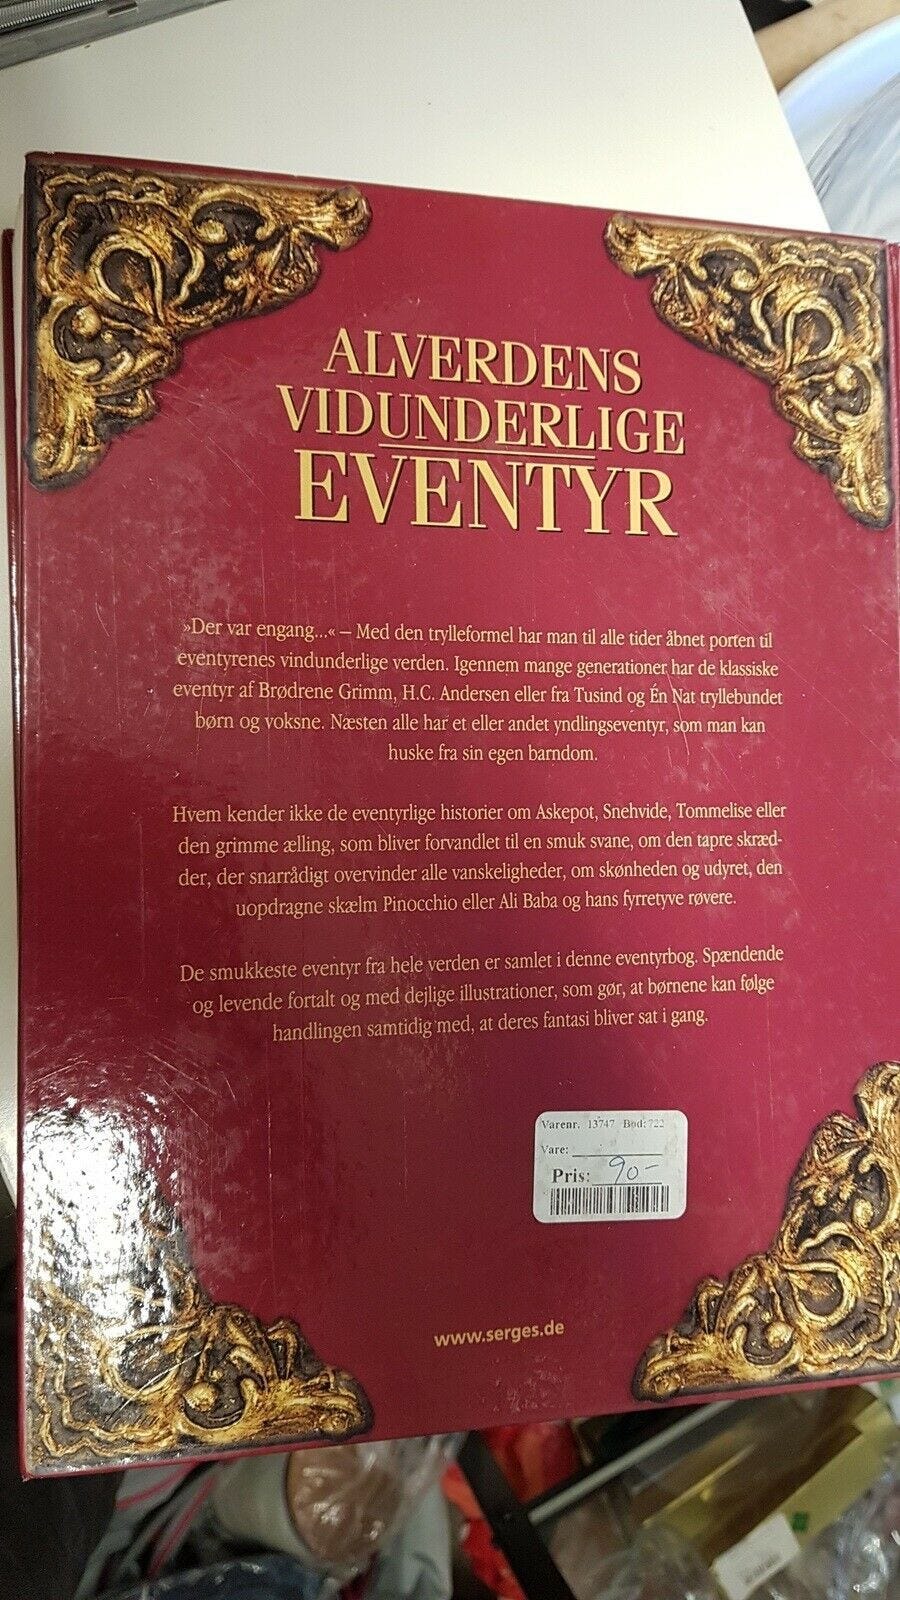 ALVERDENS
VIDUNDERLIGE
EVENTYR
»Der var engang...« – Med den trylleformel har man til alle tider åbnet porten til
eventyrenes vindunderlige verden. Igennem mange generationer har de klassiske
eventyr af Brødrene Grimm, H.C. Andersen eller fra Tusind og Én Nat tryllebundet
børn og voksne. Næsten alle har et eller andet yndlingseventyr, som man kan
huske fra sin egen barndom.
Hvem kender ikke de eventyrlige historier om Askepot, Snehvide, Tommelise eller
den grimme ælling, som bliver forvandlet til en smuk svane, om den tapre skræd-
der, der snarrådigt overvinder alle vanskeligheder, om skønheden og udyret, den
uopdragne skælm Pinocchio eller Ali Baba og hans fyrretyve røvere.
De smukkeste eventyr fra hele verden er samlet i denne eventyrbog. Spændende
og levende fortalt og med dejlige illustrationer, som gør, at børnene kan følge
handlingen samtidig med, at deres fantasi bliver sat i gang.
Varenr. 13747 Bod: 722
Vare:
Pris: 90-
www.serges.de